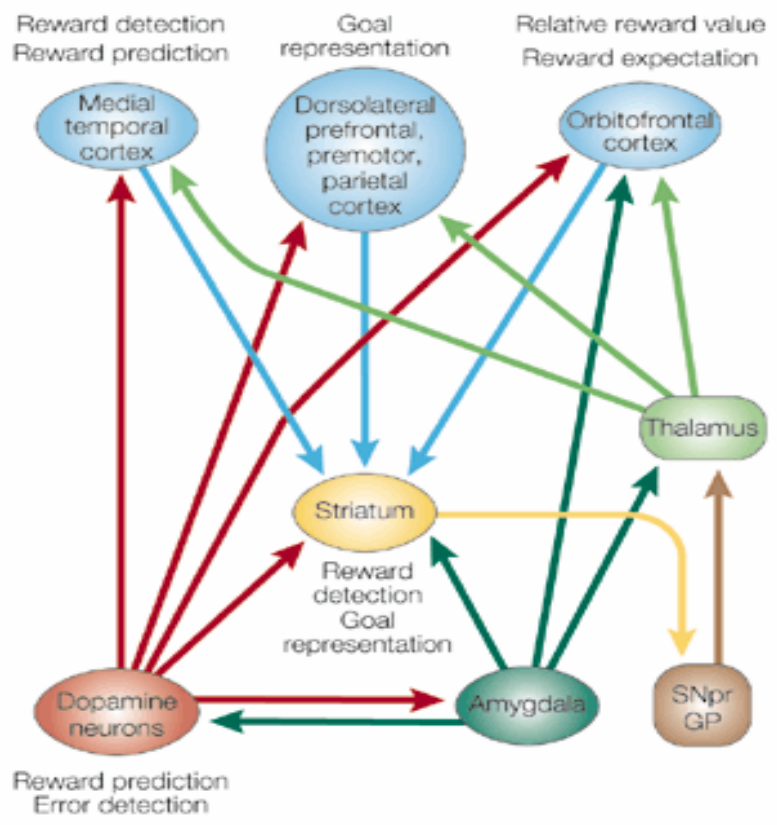 Reward detection
Reward prediction
Goal
representation
Relative reward value
Reward expectation
Medial
temporal
cortex
Dorsolateral
prefrontal,
premotor,
parietal
cortex
Orbitofrontal
cortex
Thalamus
Striatum
Reward
detection
Goal
representation
Dopamine
neurons
Amygdala
SNpr
GP
Reward prediction
Error detection